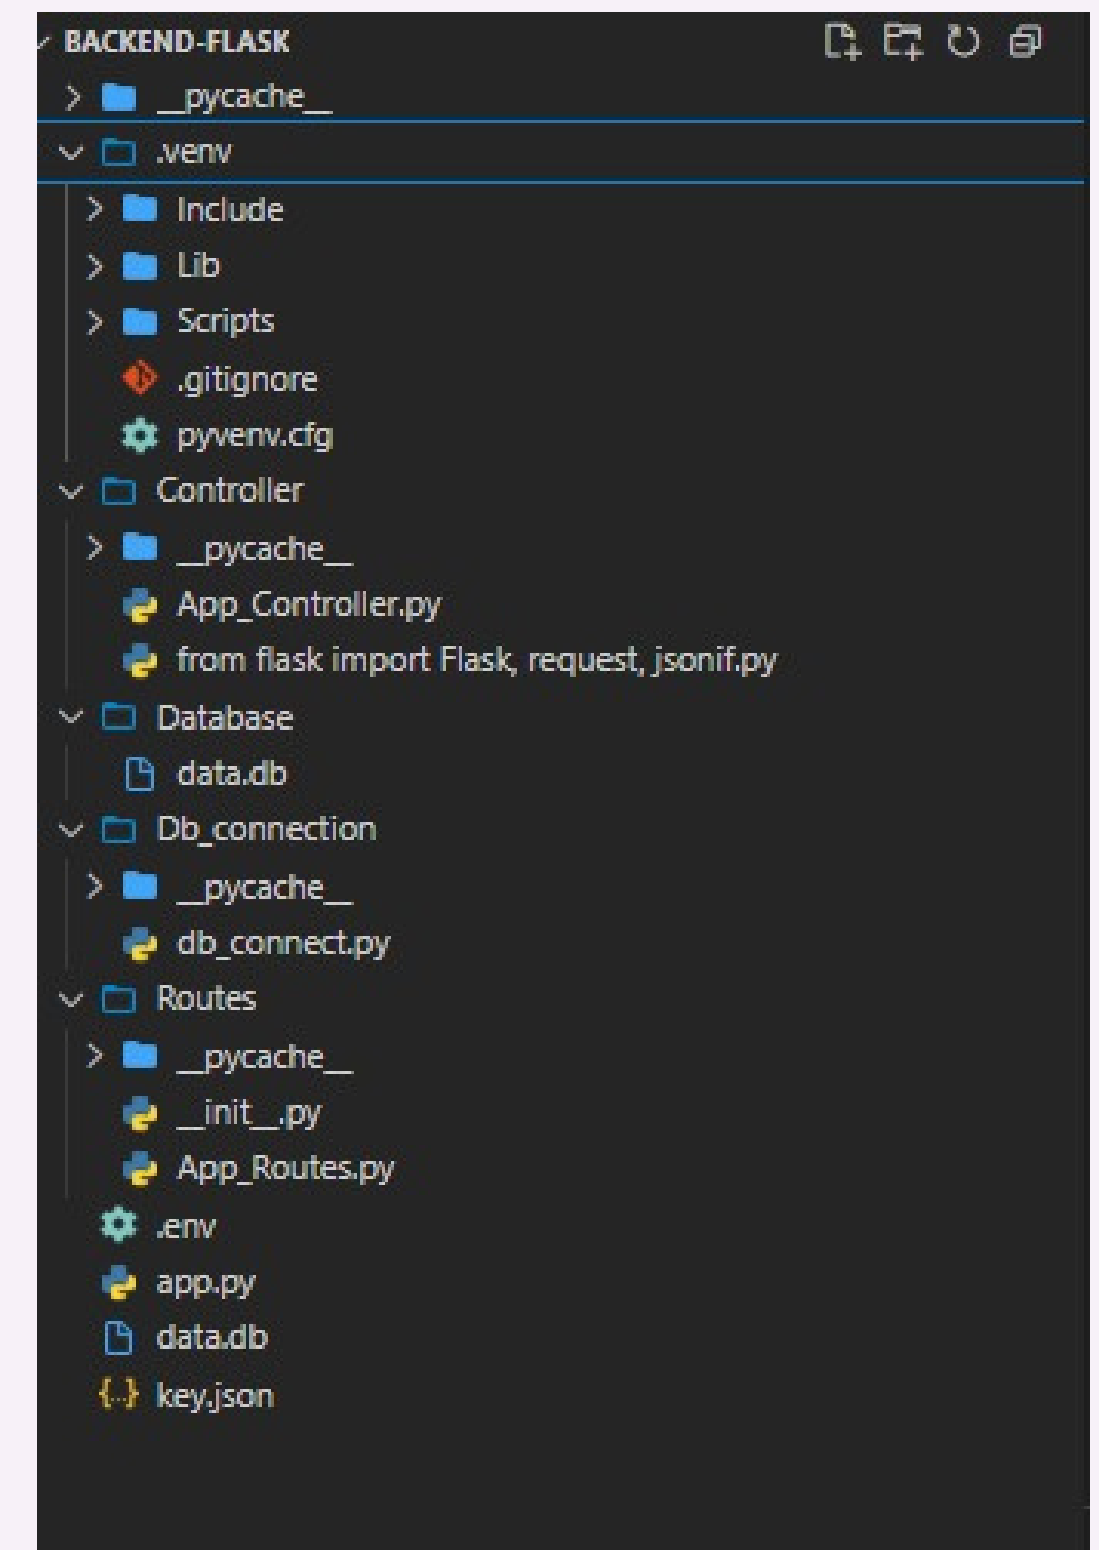 BACKEND-FLASK
__pycache__
.venv
Include
Lib
Scripts
.gitignore
pyvenv.cfg
Controller
__pycache__
App_Controller.py
from flask import Flask, request, jsonif.py
Database
data.db
Db_connection
__pycache__
db_connect.py
Routes
__pycache__
__init__.py
App_Routes.py
.env
app.py
data.db
key.json